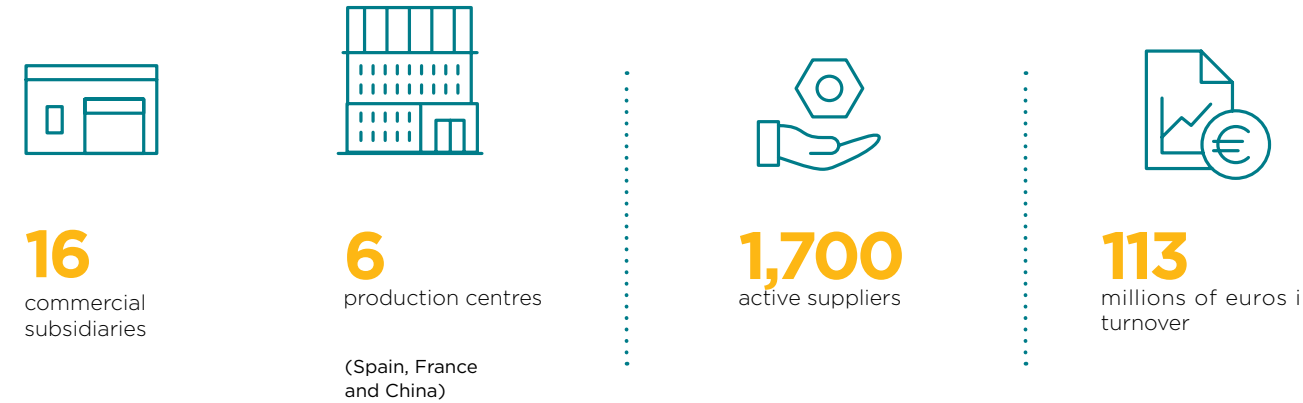 16
commercial
subsidiaries
6
production centres
(Spain, France
and China)
1,700
active suppliers
113
millions of euros i
turnover